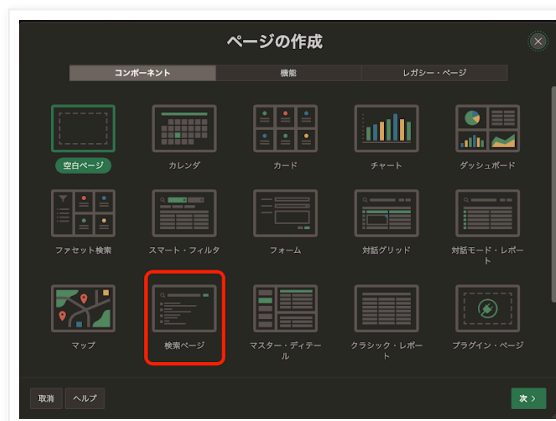 ページの作成
コンポーネント
機能
レガシー・ページ
空白ページ
カレンダ
カード
チャート
ダッシュボード
ファセット検索
スマート・フィルタ
フォーム
対話グリッド
対話モード・レポー
ト
マップ
検索ページ
マスター・ディテー
ル
クラシック・レポー
ト
プラグイン・ページ
取消
ヘルプ
次